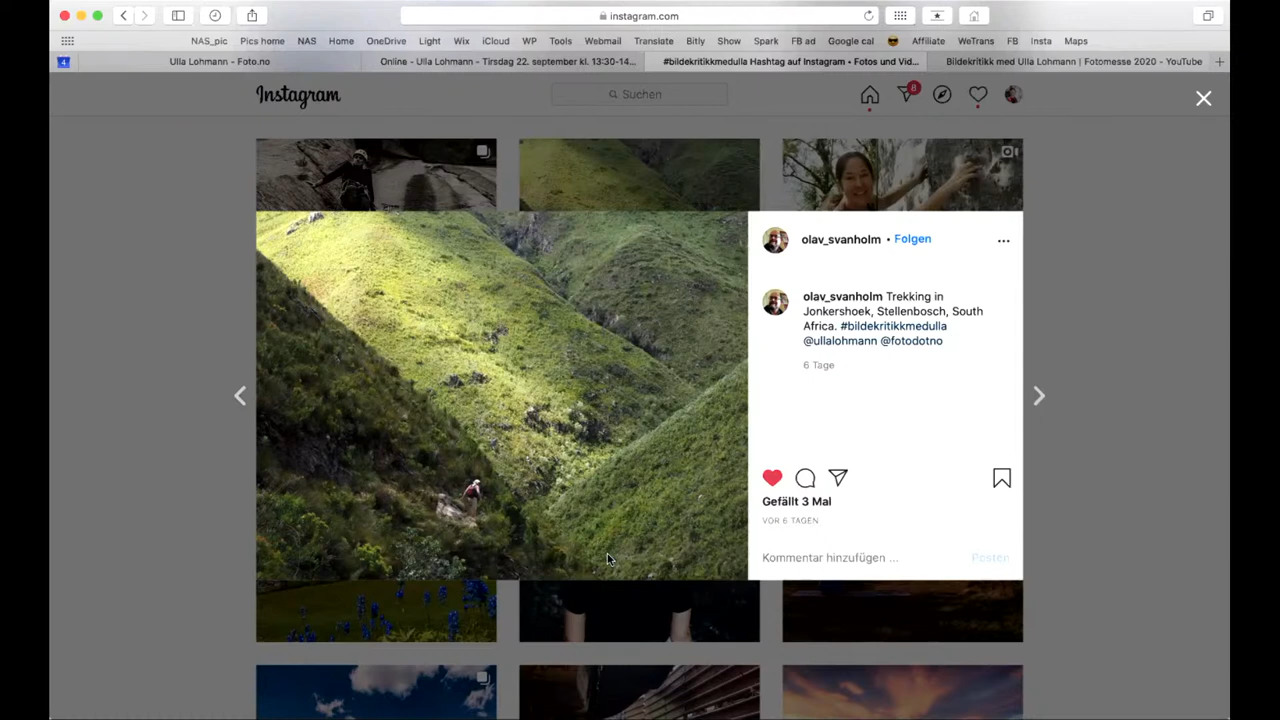 instagram.com
NAS_pic Pics home NAS Home OneDrive Light Wix iCloud WP Tools Webmail Translate Bitly Show Spark FB ad Google cal Affiliate WeTrans FB Insta Maps
4 Ulla Lohmann - Foto.no Online - Ulla Lohmann - Tirsdag 22. september kl. 13:30-14... #bildekritikkmedulla Hashtag auf Instagram • Fotos und Vid... Bildekritikk med Ulla Lohmann | Fotomesse 2020 - YouTube
Instagram Suchen 8
olav_svanholm • Folgen
olav_svanholm Trekking in
Jonkershoek, Stellenbosch, South
Africa. #bildekritikkmedulla
@ullalohmann @fotodotno
6 Tage
Gefällt 3 Mal
VOR 6 TAGEN
Kommentar hinzufügen ... Posten